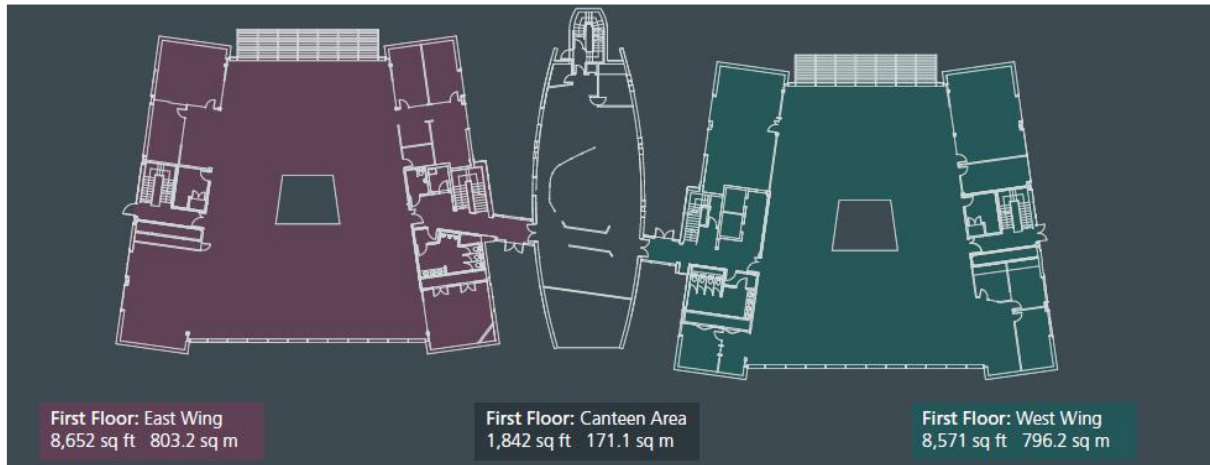 First Floor: East Wing
8,652 sq ft 803.2 sq m
First Floor: Canteen Area
1,842 sq ft 171.1 sq m
First Floor: West Wing
8,571 sq ft 796.2 sq m